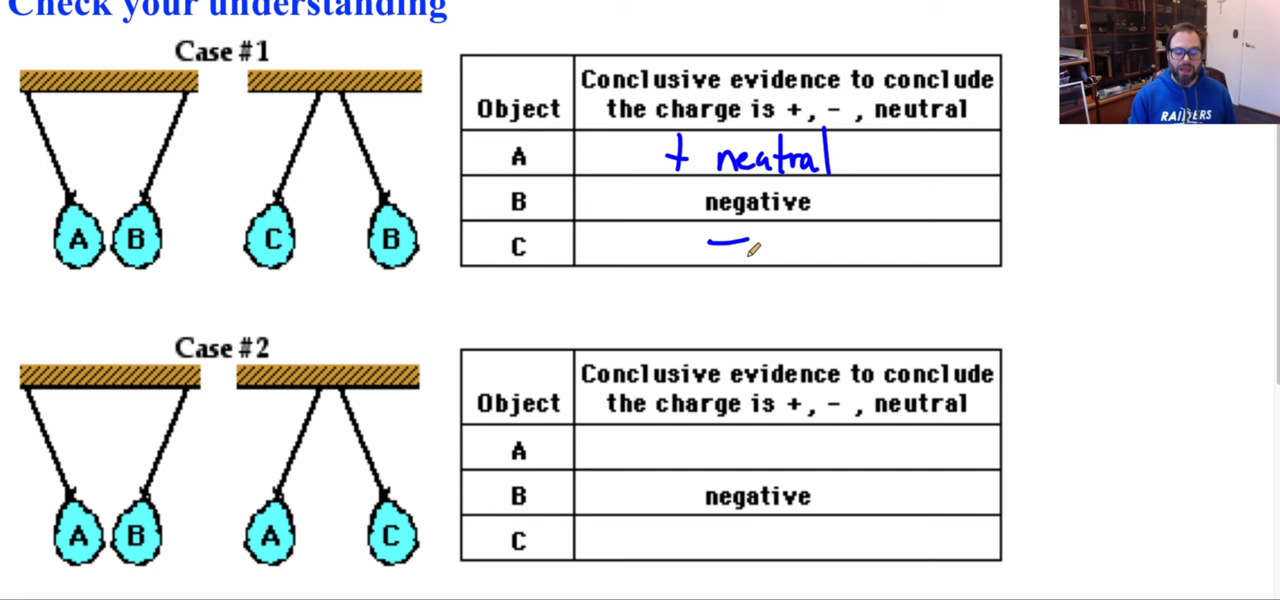 Check your understanding
Case #1
A B C B
Object Conclusive evidence to conclude the charge is +, -, neutral
A + neutral
B negative
C —
RAIDERS
Case #2
A B A C
Object Conclusive evidence to conclude the charge is +, -, neutral
A
B negative
C